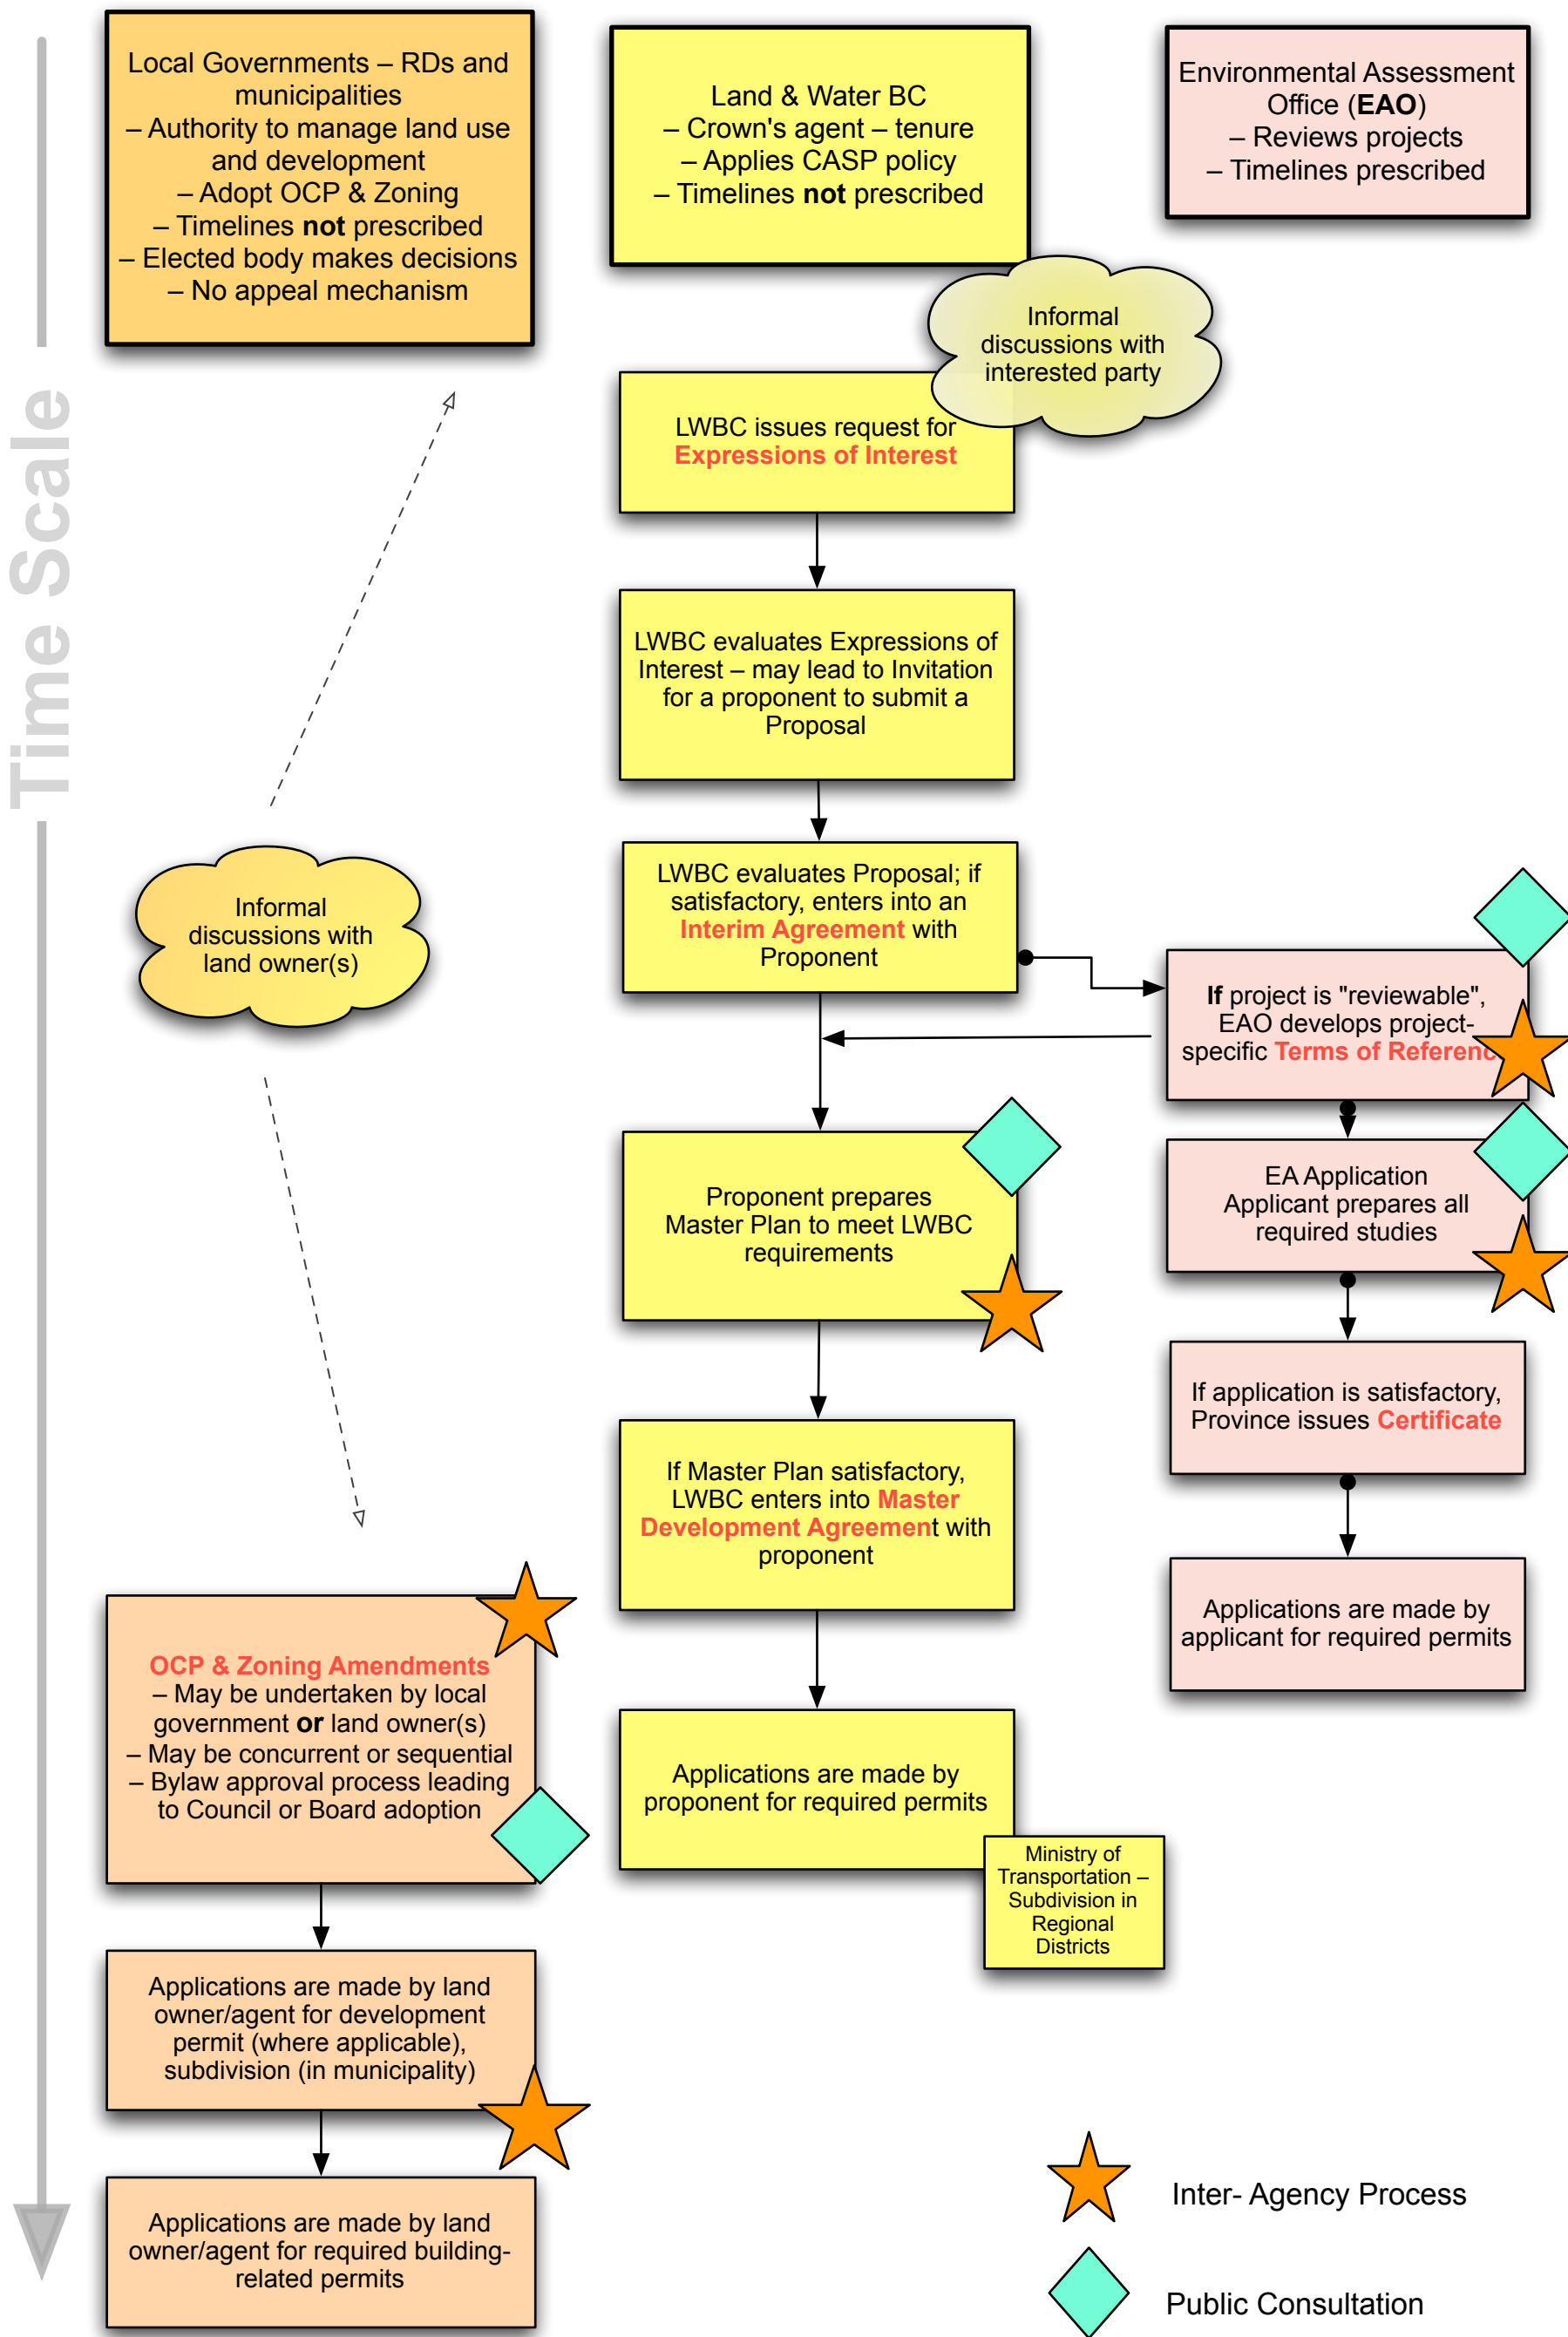 Time Scale
Local Governments – RDs and
municipalities
– Authority to manage land use
and development
– Adopt OCP & Zoning
– Timelines not prescribed
– Elected body makes decisions
– No appeal mechanism
Land & Water BC
– Crown's agent – tenure
– Applies CASP policy
– Timelines not prescribed
Environmental Assessment
Office (EAO)
– Reviews projects
– Timelines prescribed
Informal
discussions with
interested party
LWBC issues request for
Expressions of Interest
LWBC evaluates Expressions of
Interest – may lead to Invitation
for a proponent to submit a
Proposal
LWBC evaluates Proposal; if
satisfactory, enters into an
Interim Agreement with
Proponent
Informal
discussions with
land owner(s)
If project is "reviewable",
EAO develops project-
specific Terms of Referenc
Proponent prepares
Master Plan to meet LWBC
requirements
EA Application
Applicant prepares all
required studies
If application is satisfactory,
Province issues Certificate
If Master Plan satisfactory,
LWBC enters into Master
Development Agreement with
proponent
Applications are made by
applicant for required permits
OCP & Zoning Amendments
– May be undertaken by local
government or land owner(s)
– May be concurrent or sequential
– Bylaw approval process leading
to Council or Board adoption
Applications are made by
proponent for required permits
Ministry of
Transportation –
Subdivision in
Regional
Districts
Applications are made by land
owner/agent for development
permit (where applicable),
subdivision (in municipality)
Applications are made by land
owner/agent for required building-
related permits
Inter- Agency Process
Public Consultation